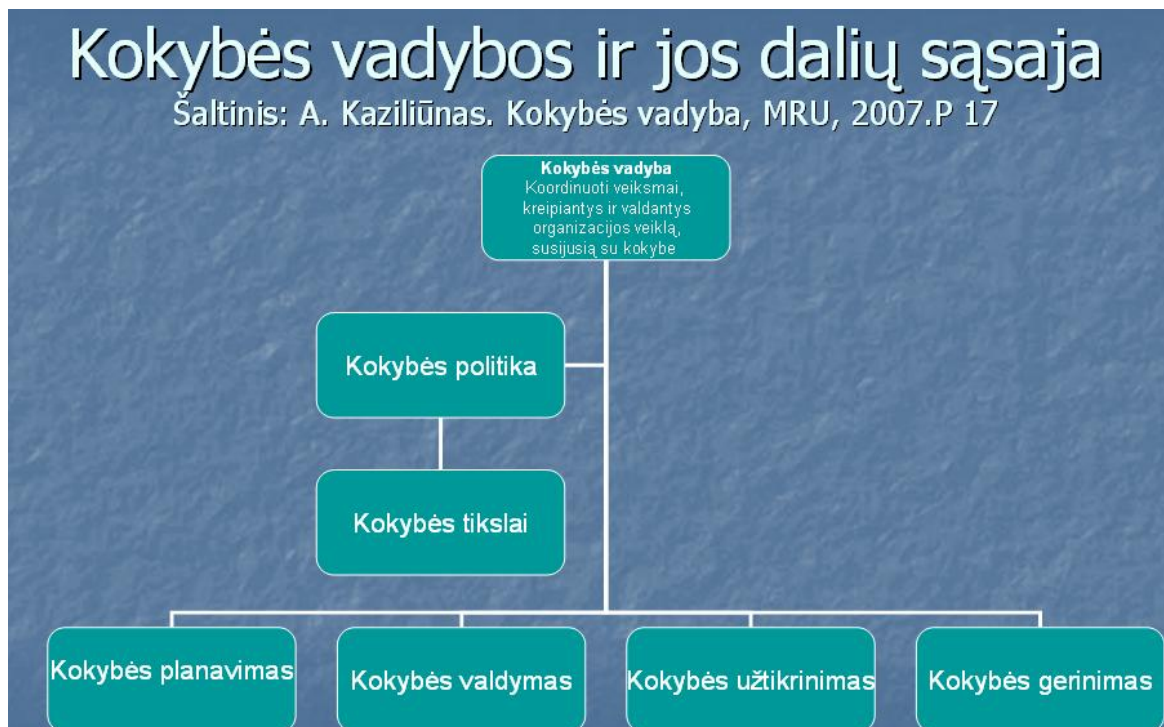 Kokybės vadybos ir jos dalių sąsaja
Šaltinis: A. Kaziliūnas. Kokybės vadyba, MRU, 2007.P 17
Kokybės vadyba
Koordinuoti veiksmai,
kreipiantys ir valdantys
organizacijos veiklą,
susijusią su kokybe
Kokybės politika
Kokybės tikslai
Kokybės planavimas
Kokybės valdymas
Kokybės užtikrinimas
Kokybės gerinimas